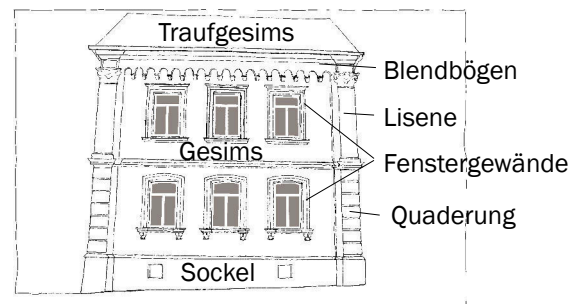 Traufgesims
Blendbögen
Lisene
Gesims
Fenstergewände
Quaderung
Sockel